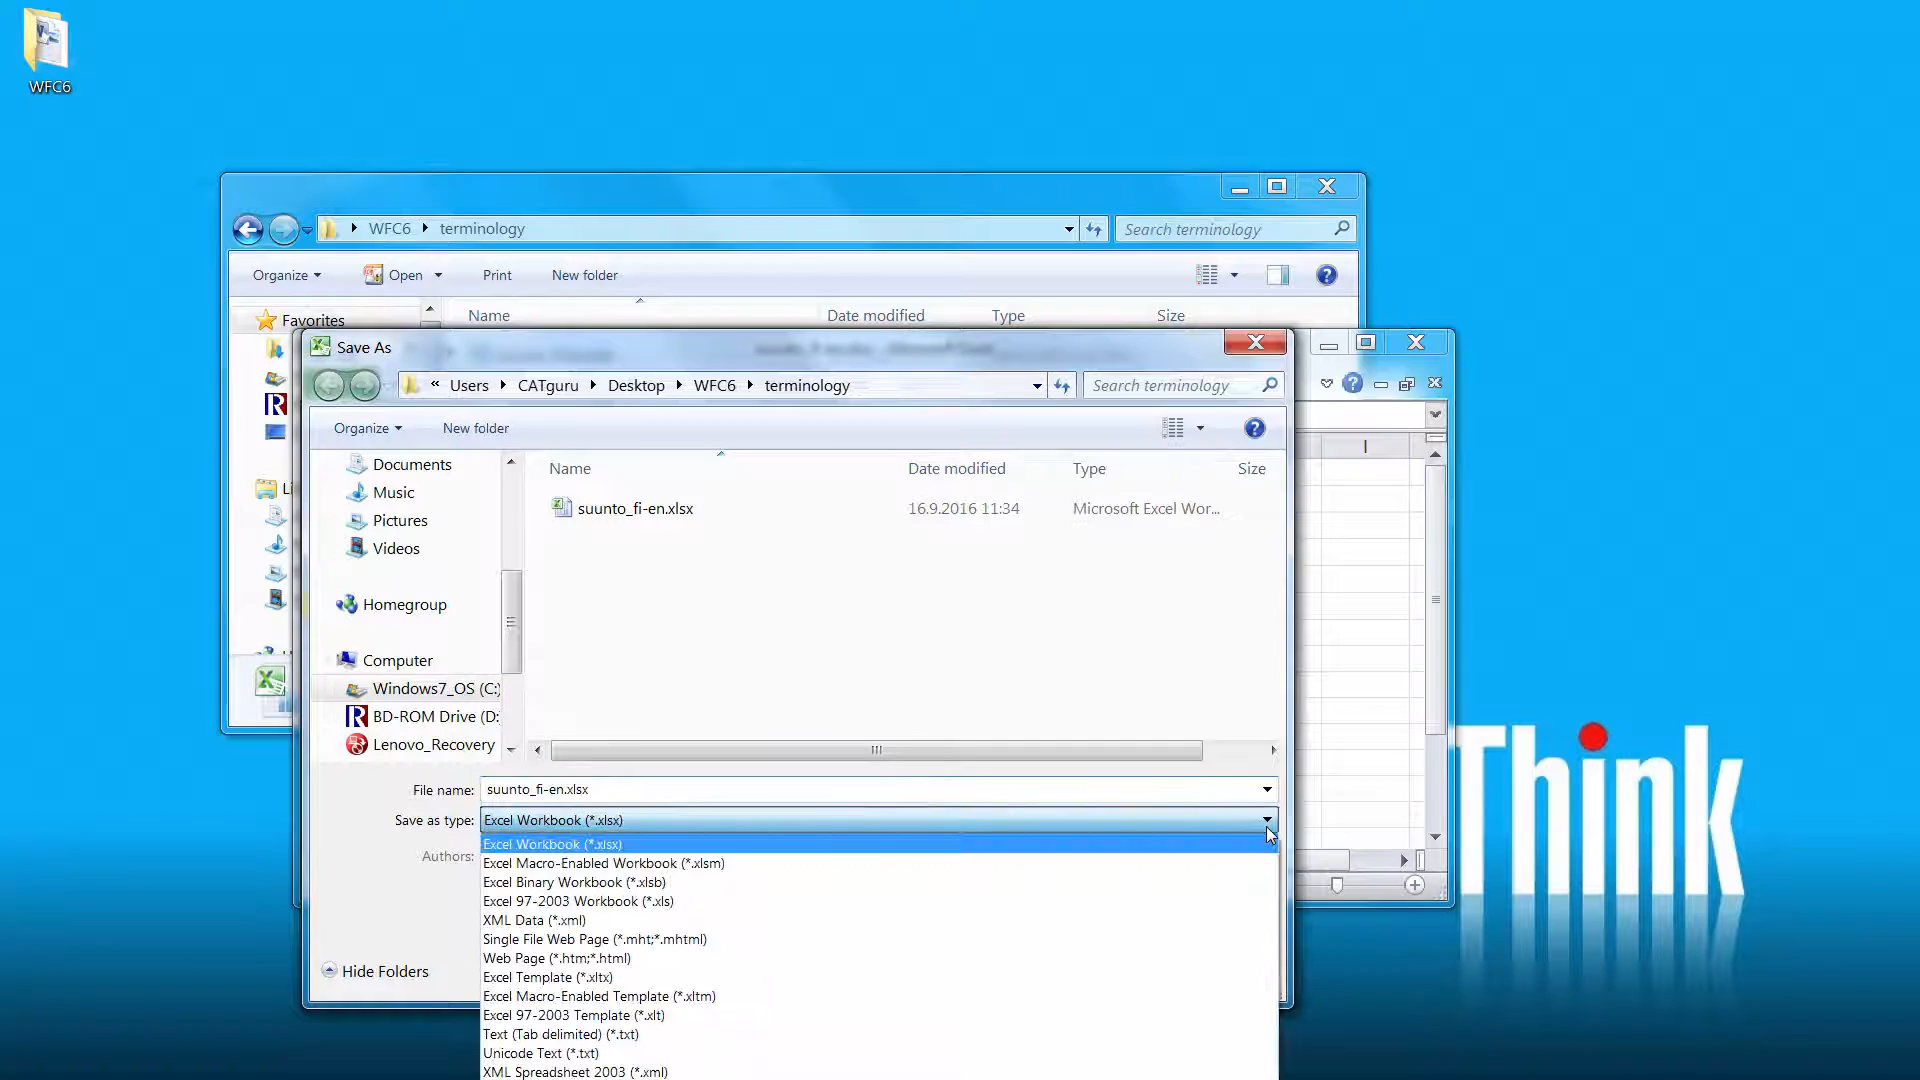 WFC6
WFC6 terminology
Search terminology
Organize Open Print New folder
Name Date modified Type Size
Favorites
Save As
« Users CATguru Desktop WFC6 terminology
Search terminology
Organize New folder
I
Documents
Name Date modified Type Size
Music
suunto_fi-en.xlsx 16.9.2016 11:34 Microsoft Excel Wor...
Pictures
Videos
Homegroup
Computer
Windows7_OS (C:)
BD-ROM Drive (D:
Lenovo_Recovery
File name: suunto_fi-en.xlsx
Save as type: Excel Workbook (*.xlsx)
Authors:
Excel Workbook (*.xlsx)
Excel Macro-Enabled Workbook (*.xlsm)
Excel Binary Workbook (*.xlsb)
Excel 97-2003 Workbook (*.xls)
XML Data (*.xml)
Single File Web Page (*.mht;*.mhtml)
Web Page (*.htm;*.html)
Excel Template (*.xltx)
Excel Macro-Enabled Template (*.xltm)
Excel 97-2003 Template (*.xlt)
Text (Tab delimited) (*.txt)
Unicode Text (*.txt)
XML Spreadsheet 2003 (*.xml)
Hide Folders
Think